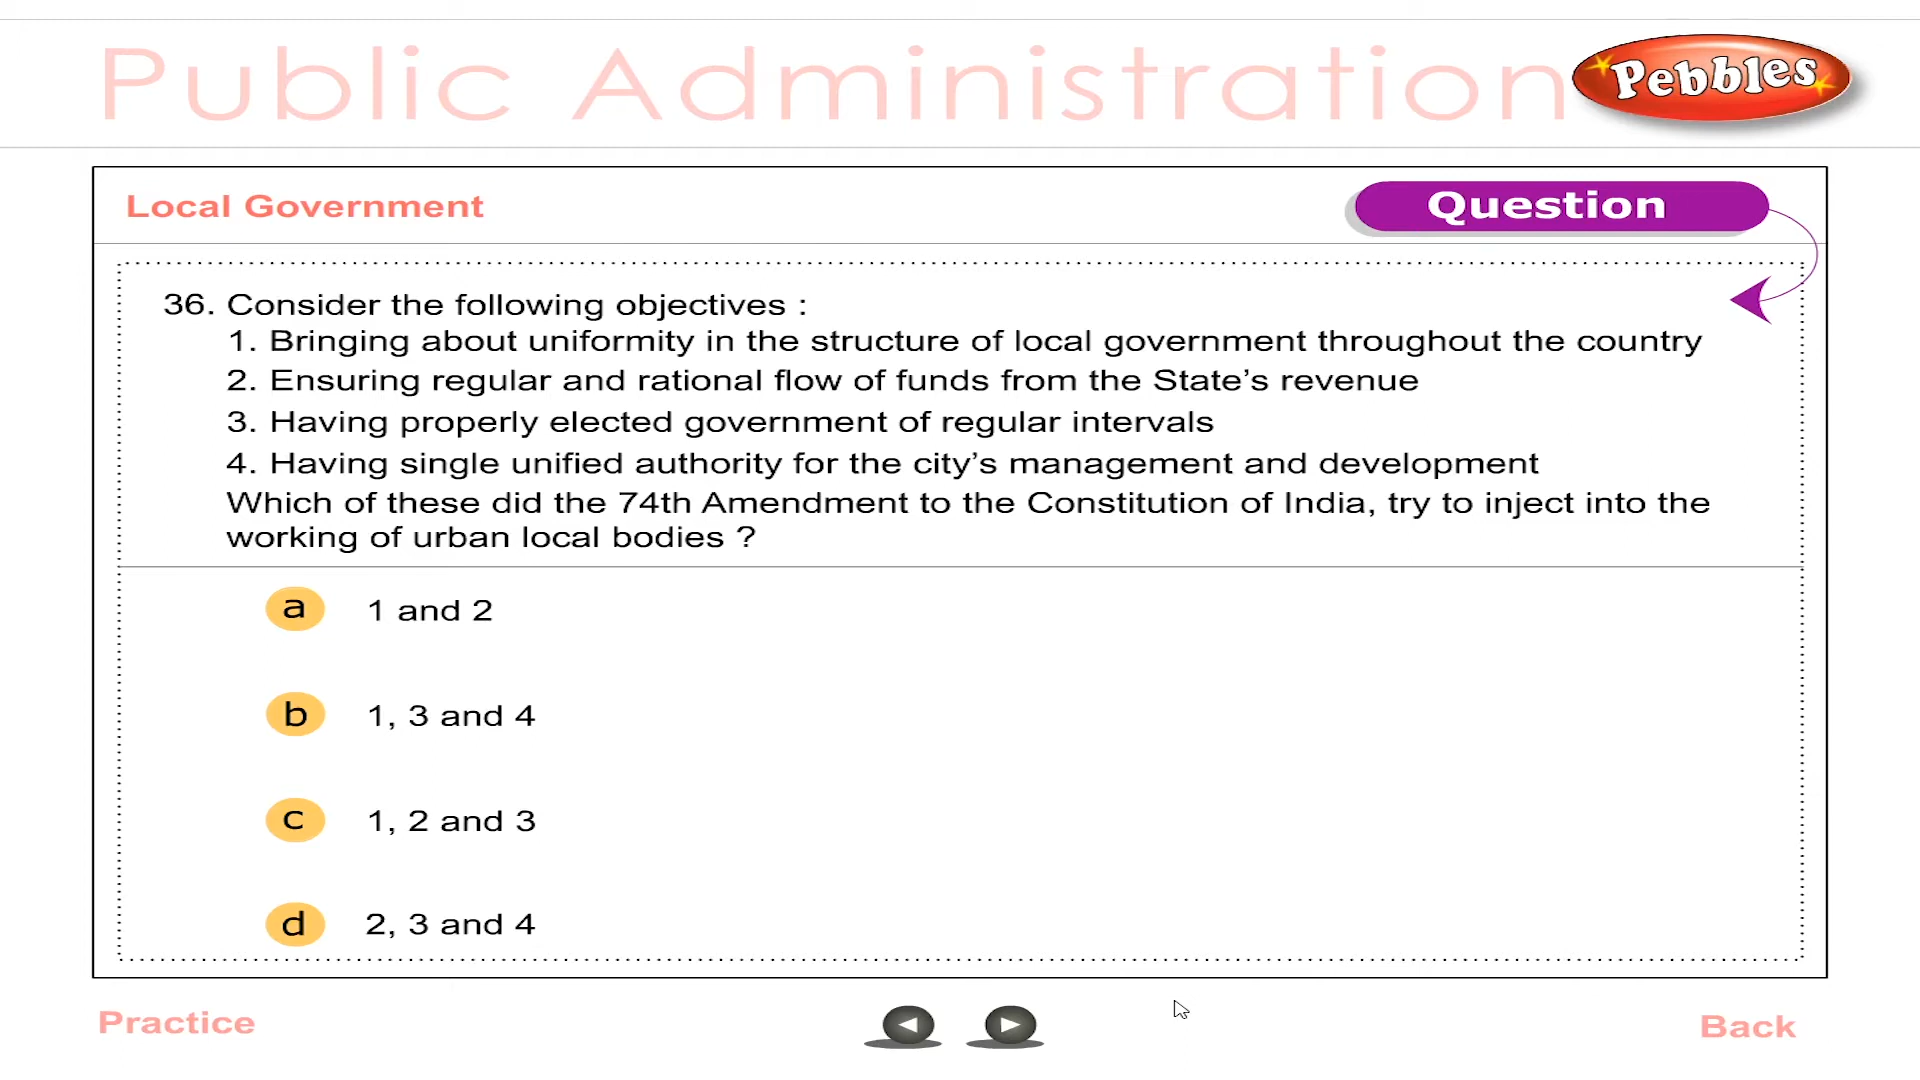 Public Administration
Pebbles
Local Government
Question
36. Consider the following objectives :
1. Bringing about uniformity in the structure of local government throughout the country
2. Ensuring regular and rational flow of funds from the State’s revenue
3. Having properly elected government of regular intervals
4. Having single unified authority for the city’s management and development
Which of these did the 74th Amendment to the Constitution of India, try to inject into the
working of urban local bodies ?
a 1 and 2
b 1, 3 and 4
c 1, 2 and 3
d 2, 3 and 4
Practice
Back